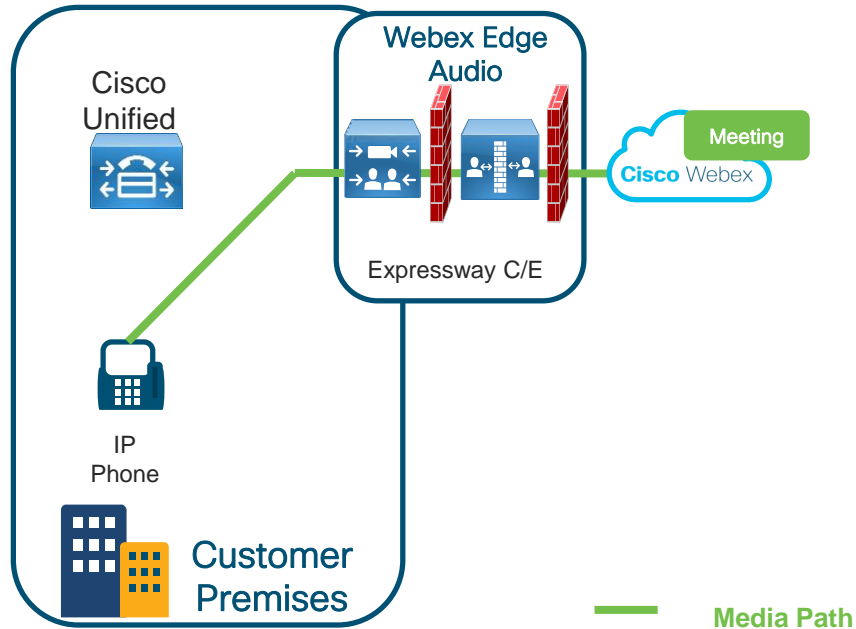 Webex Edge
Audio
Cisco
Unified
Meeting
Cisco Webex
Expressway C/E
IP
Phone
Customer
Premises
Media Path